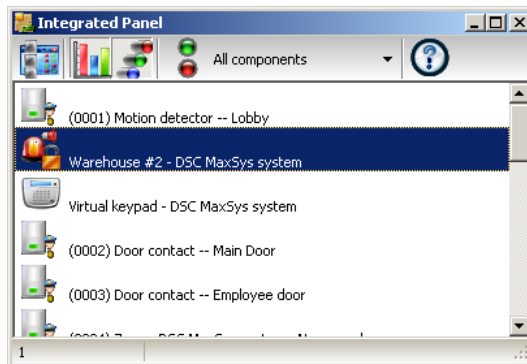 Integrated Panel
All components
(0001) Motion detector -- Lobby
Warehouse #2 - DSC MaxSys system
Virtual keypad - DSC MaxSys system
(0002) Door contact -- Main Door
(0003) Door contact -- Employee door
1